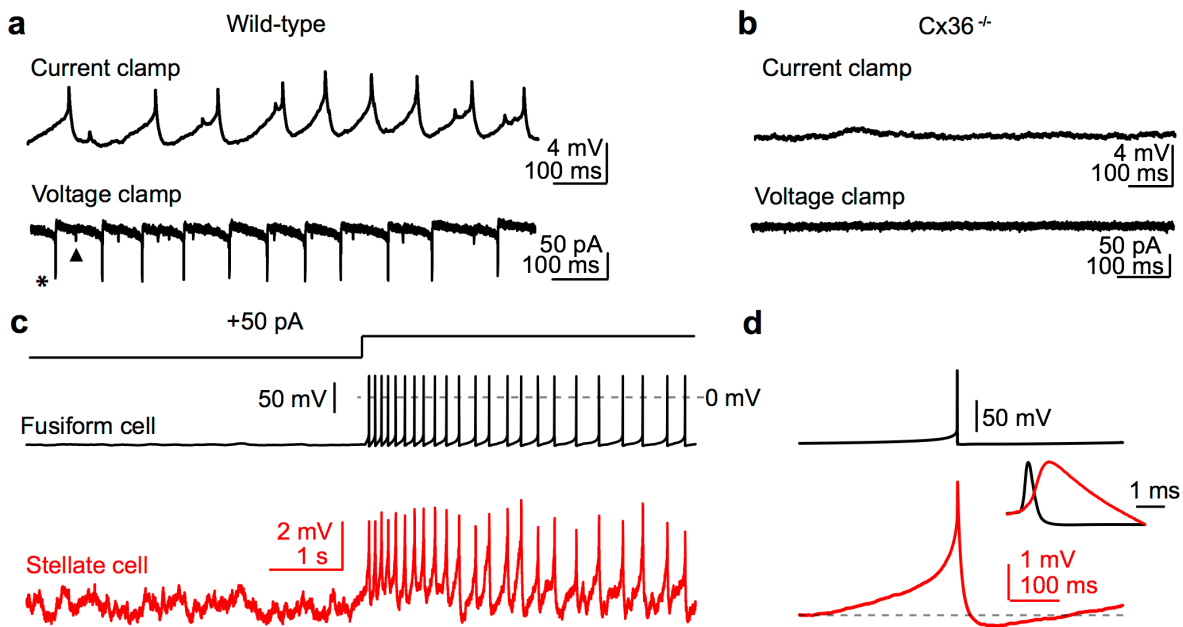 a
Wild-type
Current clamp
4 mV
100 ms
Voltage clamp
50 pA
100 ms
*
b
Cx36 -/-
Current clamp
4 mV
100 ms
Voltage clamp
50 pA
100 ms
c
+50 pA
50 mV
0 mV
Fusiform cell
2 mV
1 s
Stellate cell
d
50 mV
1 ms
1 mV
100 ms